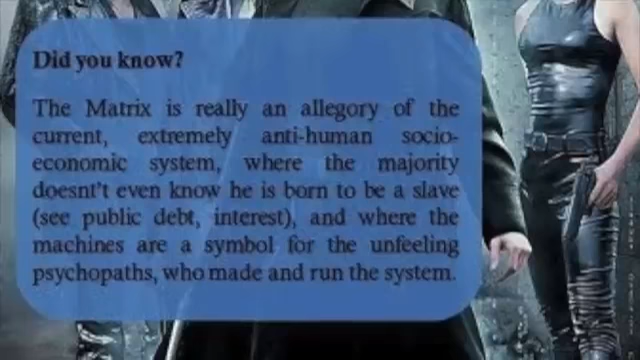 Did you know?
The Matrix is really an allegory of the
current, extremely anti-human socio-
economic system, where the majority
doesnt't even know he is born to be a slave
(see public debt, interest), and where the
machines are a symbol for the unfeeling
psychopaths, who made and run the system.